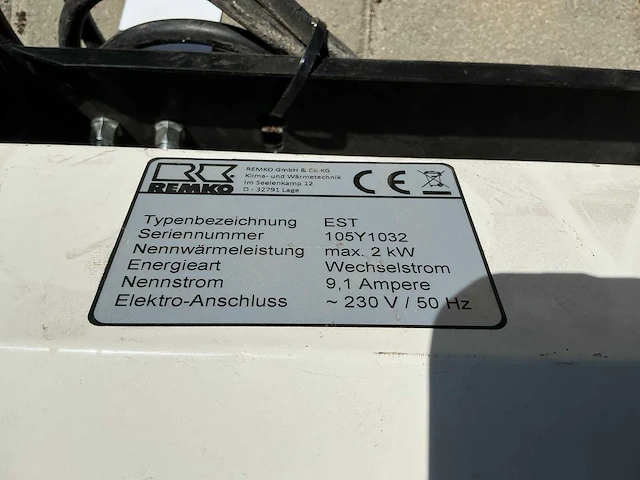 REMKO
REMKO GmbH & Co.KG
Klima- und Wärmetechnik
Im Seelenkamp 12
D - 32791 Lage
CE
Typenbezeichnung EST
Seriennummer 105Y1032
Nennwärmeleistung max. 2 kW
Energieart Wechselstrom
Nennstrom 9,1 Ampere
Elektro-Anschluss ~ 230 V / 50 Hz